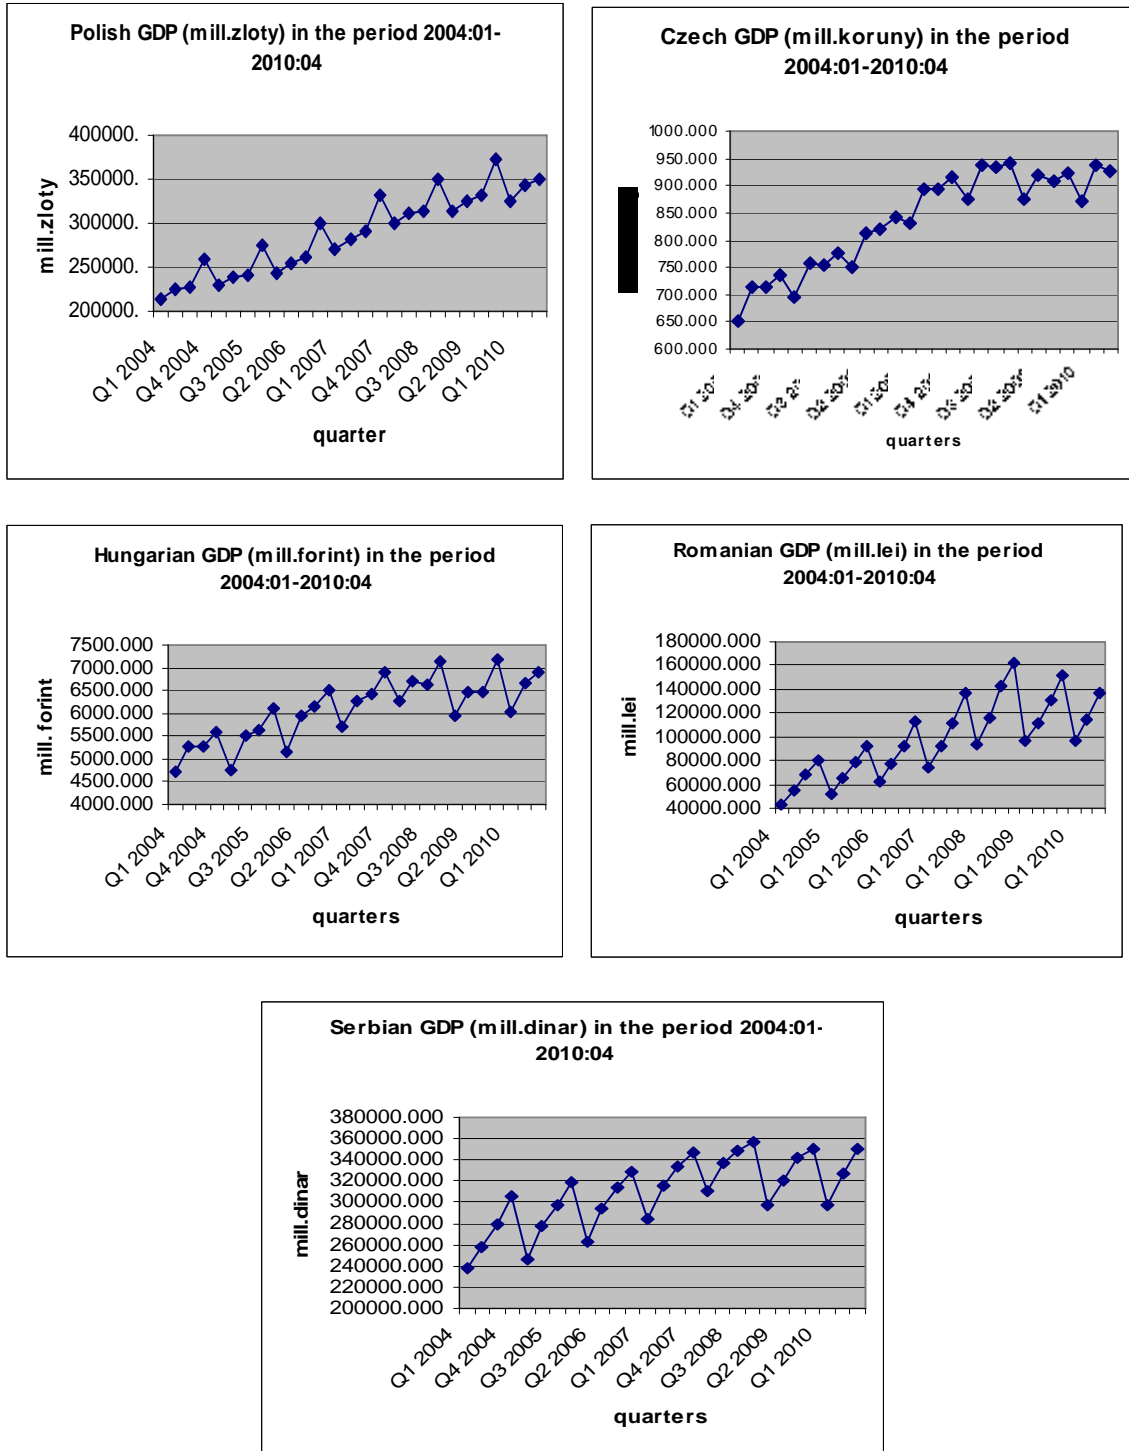 Polish GDP (mill.zloty) in the period 2004:01-
2010:04
400000.
350000.
300000.
250000.
200000.
mill.zloty
Q1 2004
Q4 2004
Q3 2005
Q2 2006
Q1 2007
Q4 2007
Q3 2008
Q2 2009
Q1 2010
quarter
Czech GDP (mill.koruny) in the period
2004:01-2010:04
1000.000
950.000
900.000
850.000
800.000
750.000
700.000
650.000
600.000
quarters
Hungarian GDP (mill.forint) in the period
2004:01-2010:04
7500.000
7000.000
6500.000
6000.000
5500.000
5000.000
4500.000
4000.000
mill. forint
Q1 2004
Q4 2004
Q3 2005
Q2 2006
Q1 2007
Q4 2007
Q3 2008
Q2 2009
Q1 2010
quarters
Romanian GDP (mill.lei) in the period
2004:01-2010:04
180000.000
160000.000
140000.000
120000.000
100000.000
80000.000
60000.000
40000.000
mill.lei
Q1 2004
Q1 2005
Q1 2006
Q1 2007
Q1 2008
Q1 2009
Q1 2010
quarters
Serbian GDP (mill.dinar) in the period 2004:01-
2010:04
380000.000
360000.000
340000.000
320000.000
300000.000
280000.000
260000.000
240000.000
220000.000
200000.000
mill.dinar
Q1 2004
Q4 2004
Q3 2005
Q2 2006
Q1 2007
Q4 2007
Q3 2008
Q2 2009
Q1 2010
quarters